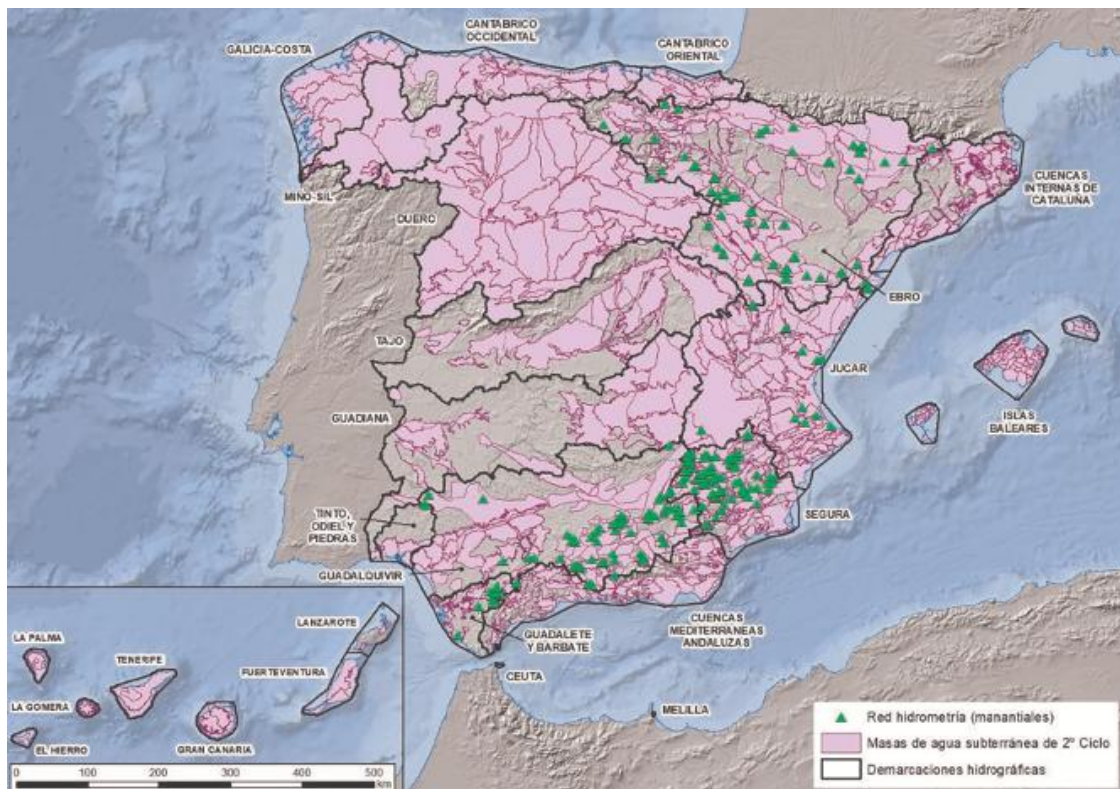 CANTABRICO
OCCIDENTAL
CANTABRICO
ORIENTAL
GALICIA-COSTA
MIÑO-SIL
DUERO
CUENCAS
INTERNAS DE
CATALUÑA
EBRO
TAJO
JUCAR
GUADIANA
ISLAS
BALEARES
TINTO,
ODIEL Y
PIEDRAS
SEGURA
GUADALQUIVIR
CUENCAS
MEDITERRANEAS
ANDALUZAS
GUADALETE
Y BARBATE
CEUTA
MELILLA
LANZAROTE
LA PALMA
TENERIFE
FUERTEVENTURA
LA GOMERA
EL HIERRO
GRAN CANARIA
0 100 200 300 400 500
km
Red hidrometría (manantiales)
Masas de agua subterránea de 2º Ciclo
Demarcaciones hidrográficas